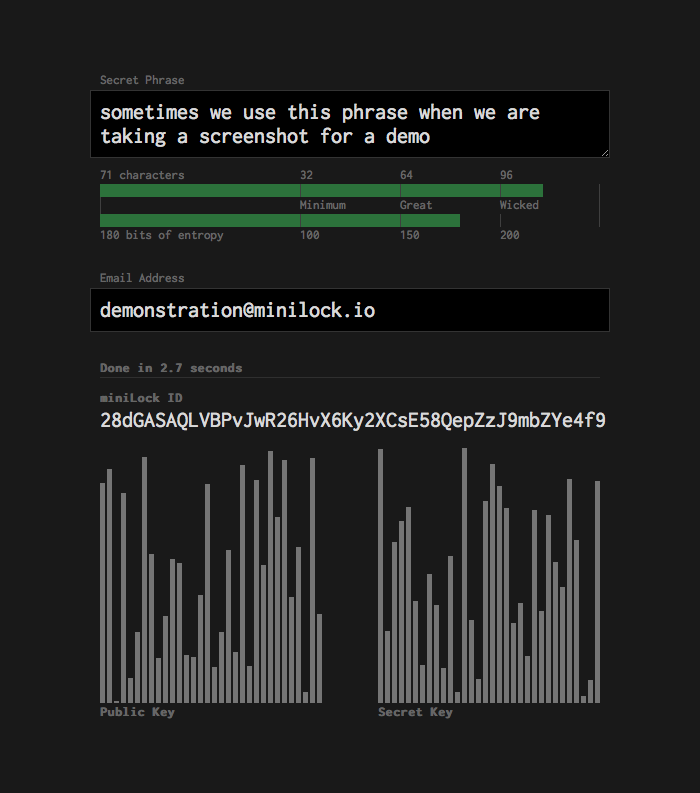 Secret Phrase
sometimes we use this phrase when we are
taking a screenshot for a demo
71 characters 32 64 96
Minimum Great Wicked
180 bits of entropy 100 150 200
Email Address
demonstration@minilock.io
Done in 2.7 seconds
miniLock ID
28dGASAQLVBPvJwR26HvX6Ky2XCsE58QepZzJ9mbZYe4f9
Public Key Secret Key